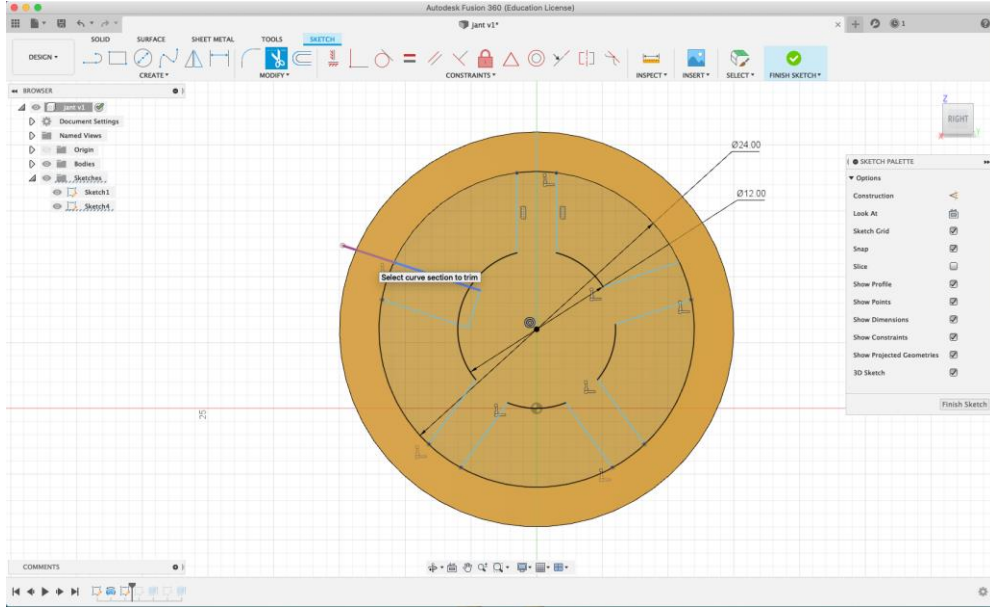 Autodesk Fusion 360 (Education License)
jant v1*
1
SOLID SURFACE SHEET METAL TOOLS SKETCH
DESIGN
CREATE MODIFY CONSTRAINTS INSPECT INSERT SELECT FINISH SKETCH
BROWSER
jant v1
Document Settings
Named Views
Origin
Bodies
Sketches
Sketch1
Sketch4
Z
RIGHT
X Y
Ø24.00
Ø12.00
Select curve section to trim
25
SKETCH PALETTE
Options
Construction
Look At
Sketch Grid
Snap
Slice
Show Profile
Show Points
Show Dimensions
Show Constraints
Show Projected Geometries
3D Sketch
Finish Sketch
COMMENTS